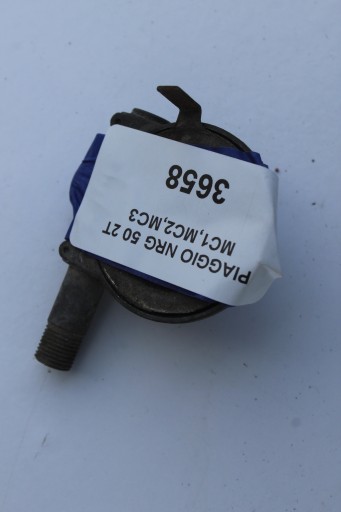 PIAGGIO NRG 50 2T
MC1,MC2,MC3
3658